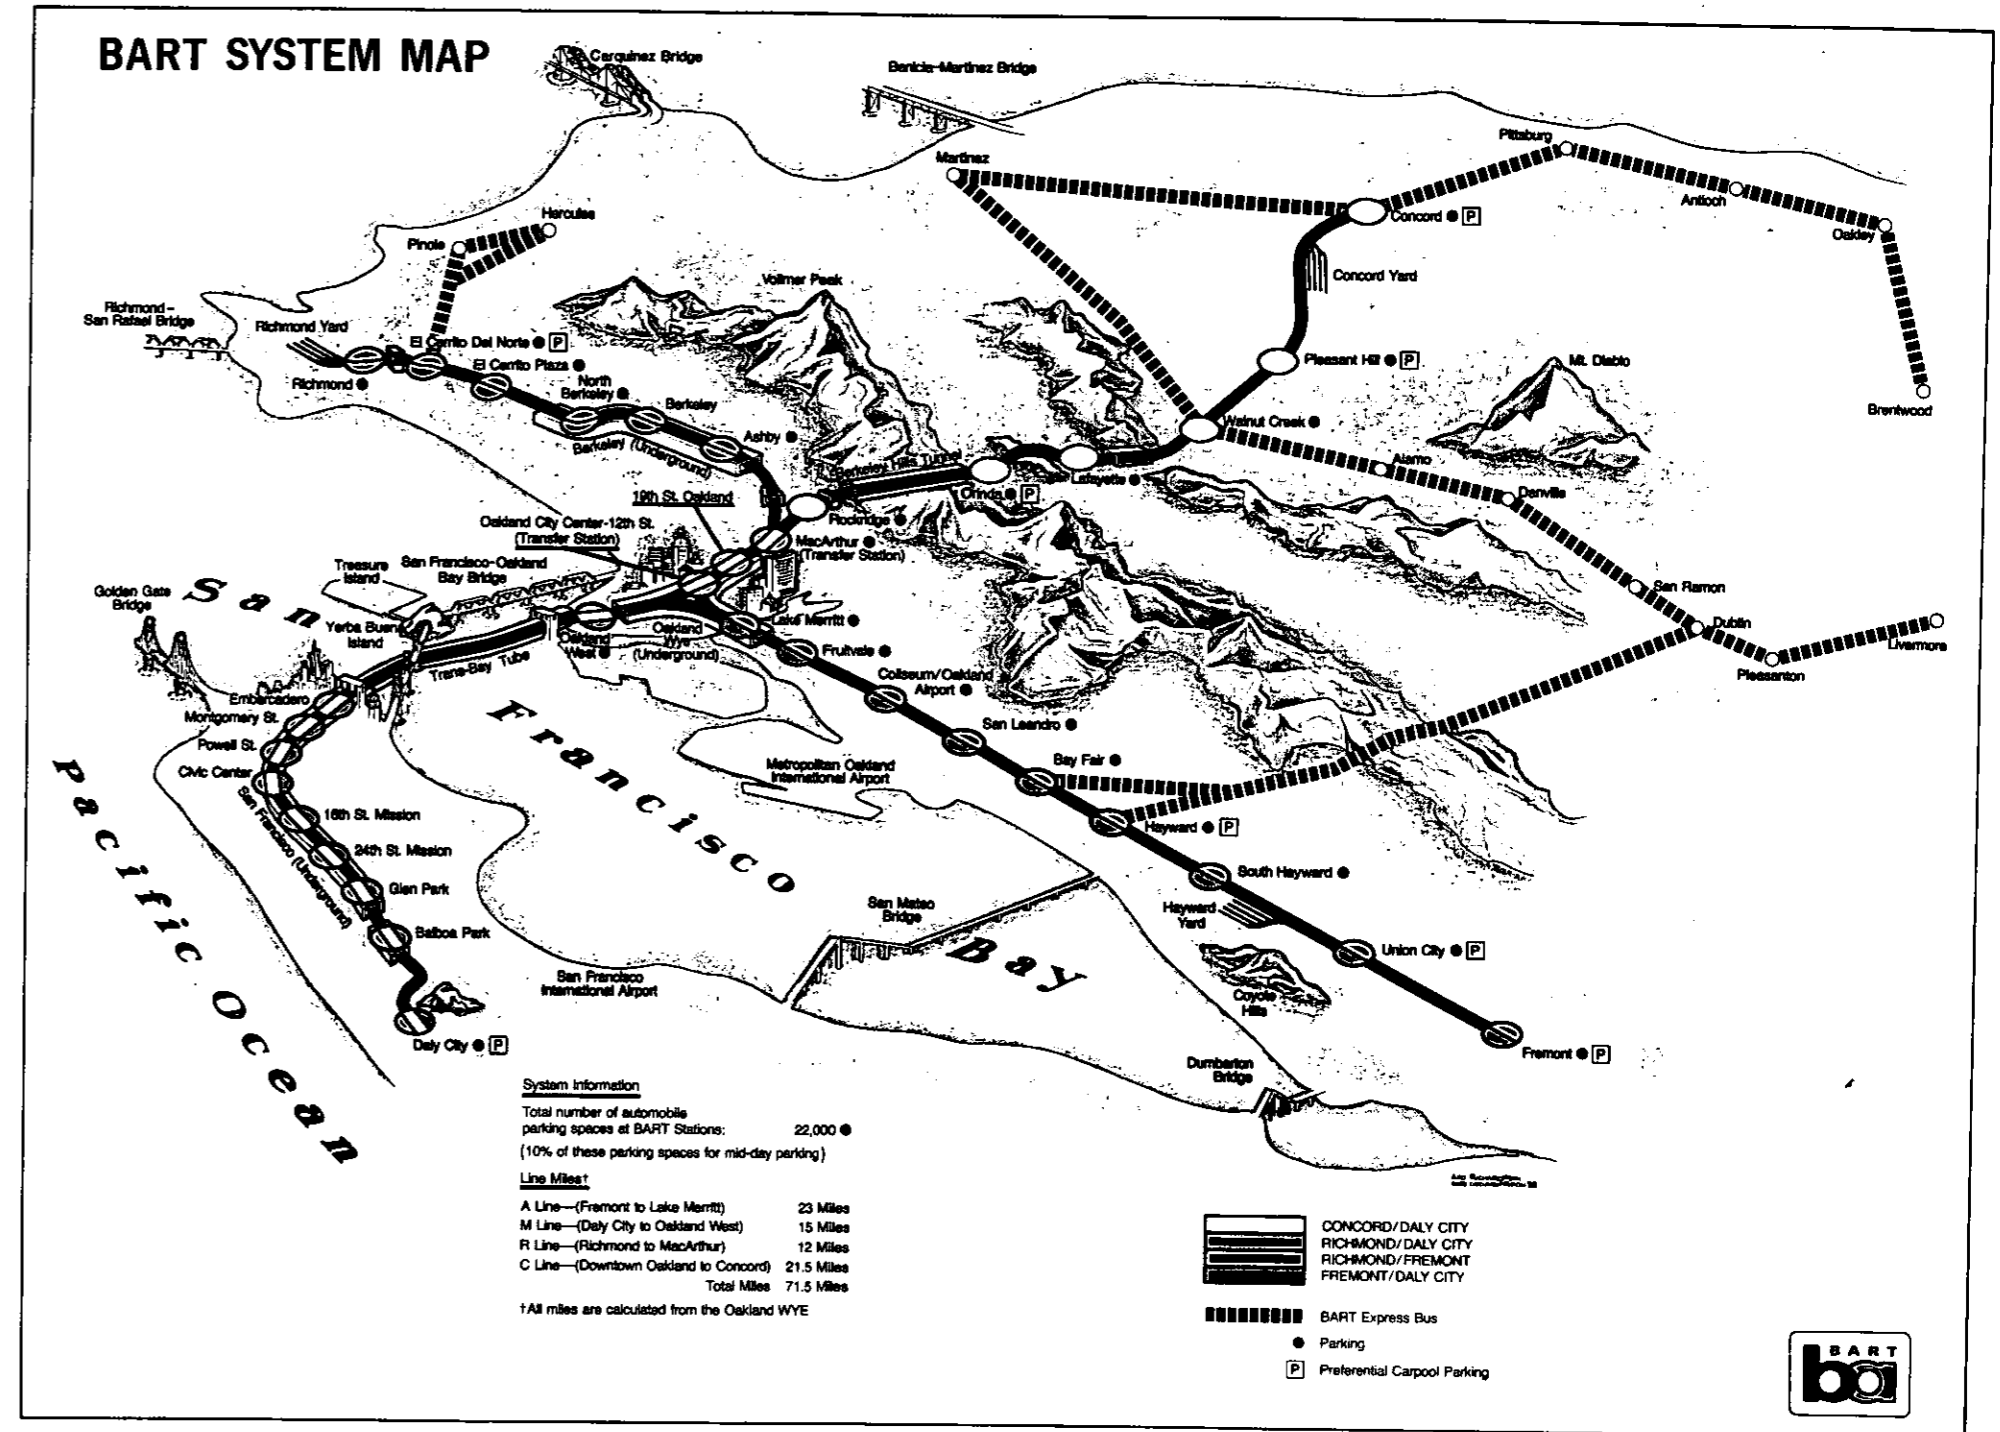 BART SYSTEM MAP
Carquinez Bridge
Benicia-Martinez Bridge
Pittsburg
Martinez
Antioch
Concord ● P
Oakley
Hercules
Pinole
Concord Yard
Vollmer Peak
Richmond-
San Rafael Bridge
Richmond Yard
El Cerrito Del Norte ● P
El Cerrito Plaza ●
Richmond ●
North
Berkeley ●
Berkeley
Pleasant Hill ● P
Mt. Diablo
Brentwood
Walnut Creek ●
Ashby ●
Berkeley (Underground)
Berkeley Hills Tunnel
Alamo
Lafayette ●
Orinda ● P
Danville
19th St. Oakland
Rockridge ●
Oakland City Center-12th St.
(Transfer Station)
MacArthur ●
(Transfer Station)
Treasure
Island
San Francisco-Oakland
Bay Bridge
Golden Gate
Bridge
San Francisco Bay
Yerba Buena
Island
Oakland
West ●
Oakland
Wye
(Underground)
Lake Merritt ●
San Ramon
Dublin
Livermore
Pleasanton
Trans-Bay Tube
Fruitvale ●
Coliseum/Oakland
Airport ●
Embarcadero
Montgomery St.
San Leandro ●
Powell St.
Civic Center
Bay Fair ●
Metropolitan Oakland
International Airport
Pacific Ocean
San Francisco (Underground)
16th St. Mission
Hayward ● P
24th St. Mission
Glen Park
South Hayward ●
San Mateo
Bridge
Hayward
Yard
Balboa Park
Union City ● P
San Francisco
International Airport
Coyote
Hills
Daly City ● P
Fremont ● P
Dumbarton
Bridge
System Information
Total number of automobile
parking spaces at BART Stations: 22,000 ●
(10% of these parking spaces for mid-day parking)
Line Miles†
A Line—(Fremont to Lake Merritt) 23 Miles
M Line—(Daly City to Oakland West) 15 Miles
R Line—(Richmond to MacArthur) 12 Miles
C Line—(Downtown Oakland to Concord) 21.5 Miles
Total Miles 71.5 Miles
†All miles are calculated from the Oakland WYE
CONCORD/DALY CITY
RICHMOND/DALY CITY
RICHMOND/FREMONT
FREMONT/DALY CITY
BART Express Bus
● Parking
P Preferential Carpool Parking
BART
ba